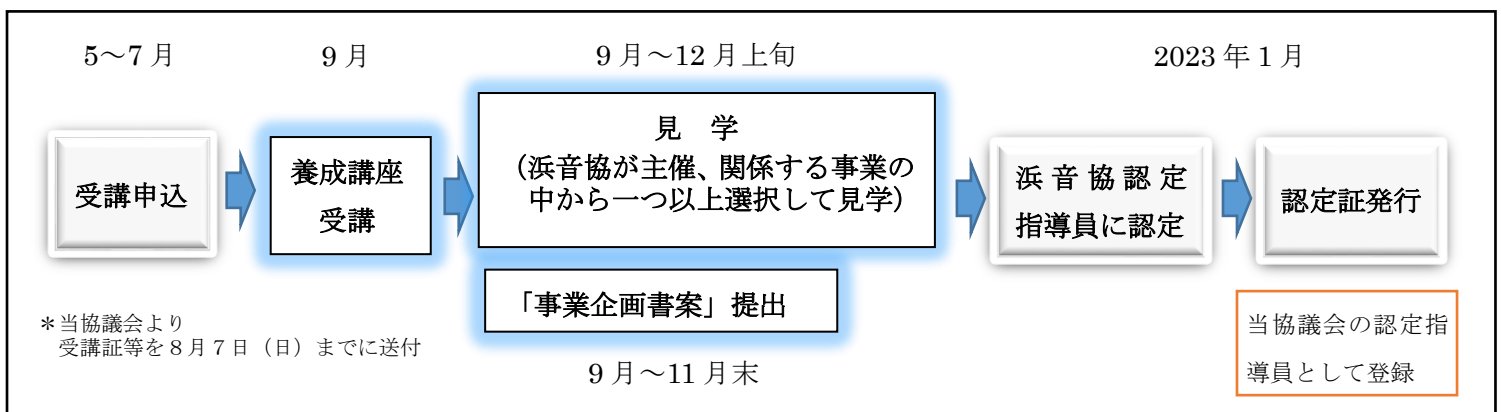 5～7月
9月
9月～12月上旬
2023年1月
受講申込
養成講座
受講
見　学
（浜音協が主催、関係する事業の
中から一つ以上選択して見学）
浜音協認定
指導員に認定
認定証発行
「事業企画書案」提出
9月～11月末
＊当協議会より
受講証等を８月７日（日）までに送付
当協議会の認定指
導員として登録